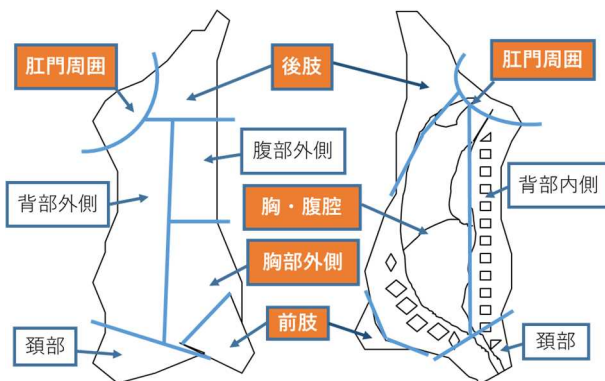 肛門周囲
後肢
肛門周囲
腹部外側
背部外側
背部内側
胸・腹腔
胸部外側
前肢
頚部
頚部